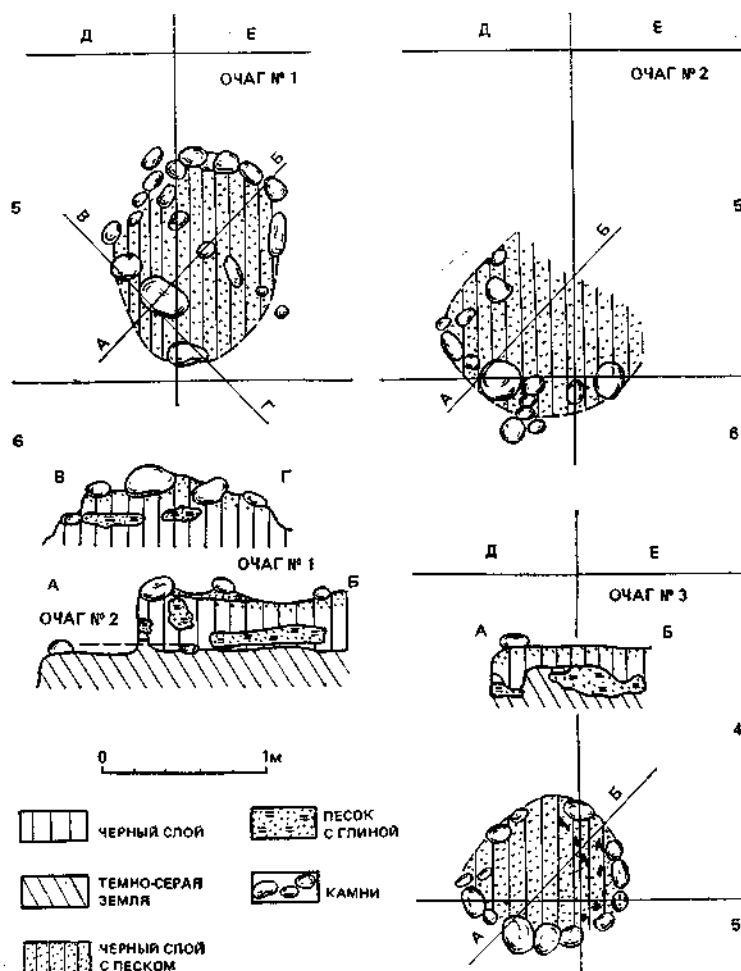 Д Е
ОЧАГ № 1
Б
5
В
А
Г
6
Д Е
ОЧАГ № 2
5
Б
А
6
В Г
ОЧАГ № 1
А Б
ОЧАГ № 2
Д Е
ОЧАГ № 3
А Б
4
Б
А
5
0 1м
ЧЕРНЫЙ СЛОЙ
ТЕМНО-СЕРАЯ
ЗЕМЛЯ
ЧЕРНЫЙ СЛОЙ
С ПЕСКОМ
ПЕСОК
С ГЛИНОЙ
КАМНИ